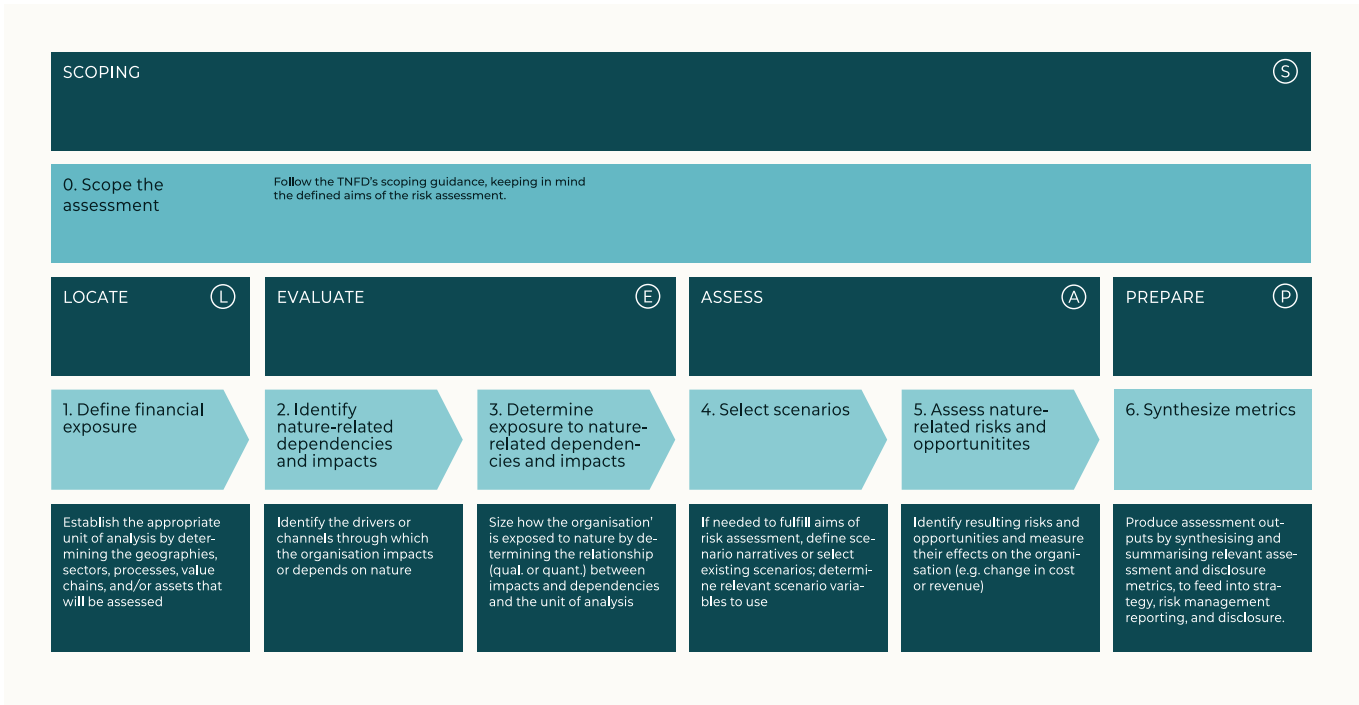 SCOPING
S
0. Scope the
assessment
Follow the TNFD's scoping guidance, keeping in mind
the defined aims of the risk assessment.
LOCATE
L
EVALUATE
E
ASSESS
A
PREPARE
P
1. Define financial
exposure
2. Identify
nature-related
dependencies
and impacts
3. Determine
exposure to nature-
related dependen-
cies and impacts
4. Select scenarios
5. Assess nature-
related risks and
opportunitites
6. Synthesize metrics
Establish the appropriate
unit of analysis by deter-
mining the geographies,
sectors, processes, value
chains, and/or assets that
will be assessed
Identify the drivers or
channels through which
the organisation impacts
or depends on nature
Size how the organisation'
is exposed to nature by de-
termining the relationship
(qual. or quant.) between
impacts and dependencies
and the unit of analysis
If needed to fulfill aims of
risk assessment, define sce-
nario narratives or select
existing scenarios; determi-
ne relevant scenario varia-
bles to use
Identify resulting risks and
opportunities and measure
their effects on the organi-
sation (e.g. change in cost
or revenue)
Produce assessment out-
puts by synthesising and
summarising relevant asse-
ssment and disclosure
metrics, to feed into stra-
tegy, risk management
reporting, and disclosure.